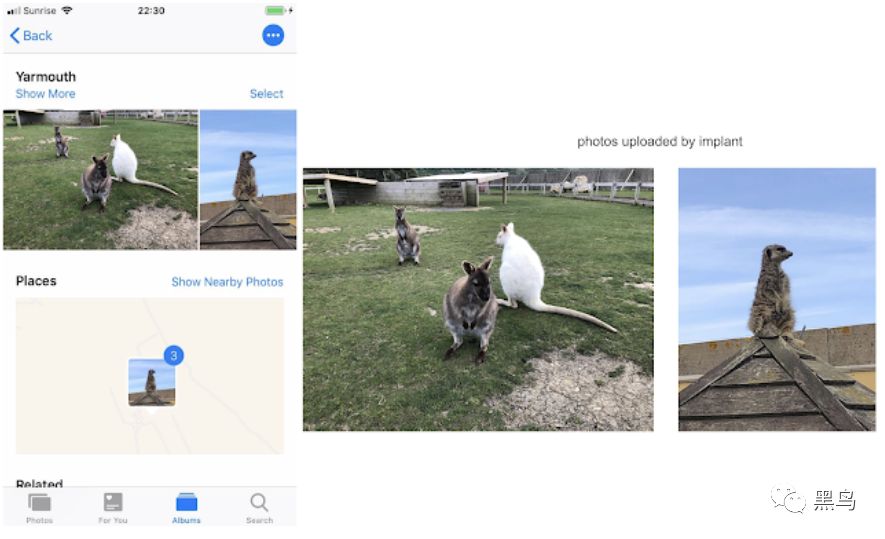 Sunrise 22:30
Back
Yarmouth
Show More Select
photos uploaded by implant
Places Show Nearby Photos
3
Related
Photos For You Albums Search
黑鸟